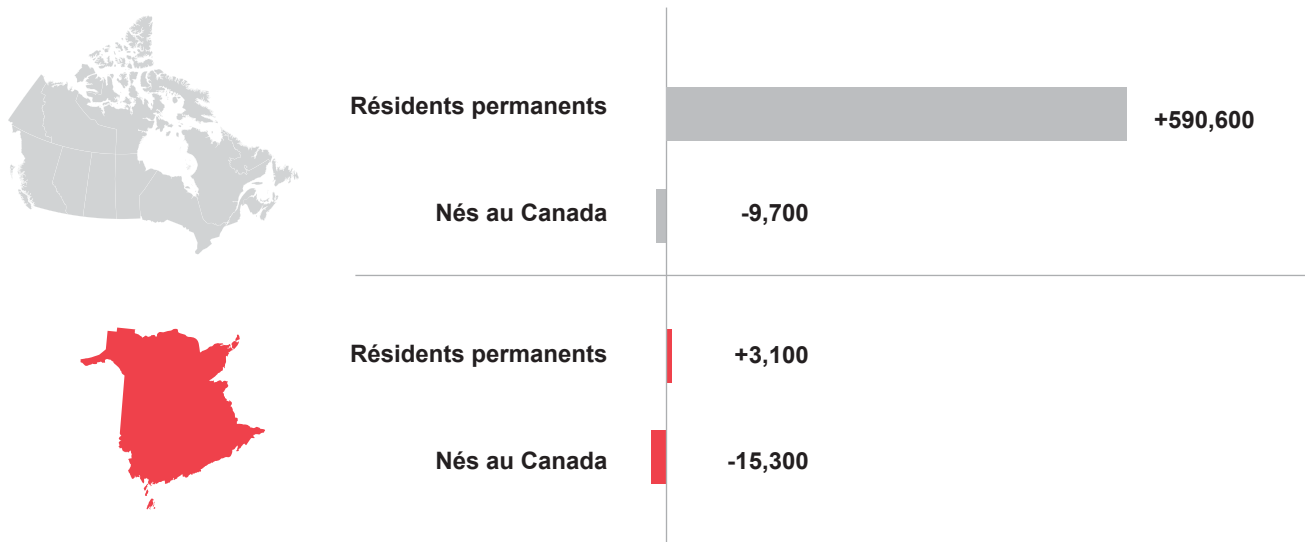 Résidents permanents
+590,600
Nés au Canada
-9,700
Résidents permanents
+3,100
Nés au Canada
-15,300